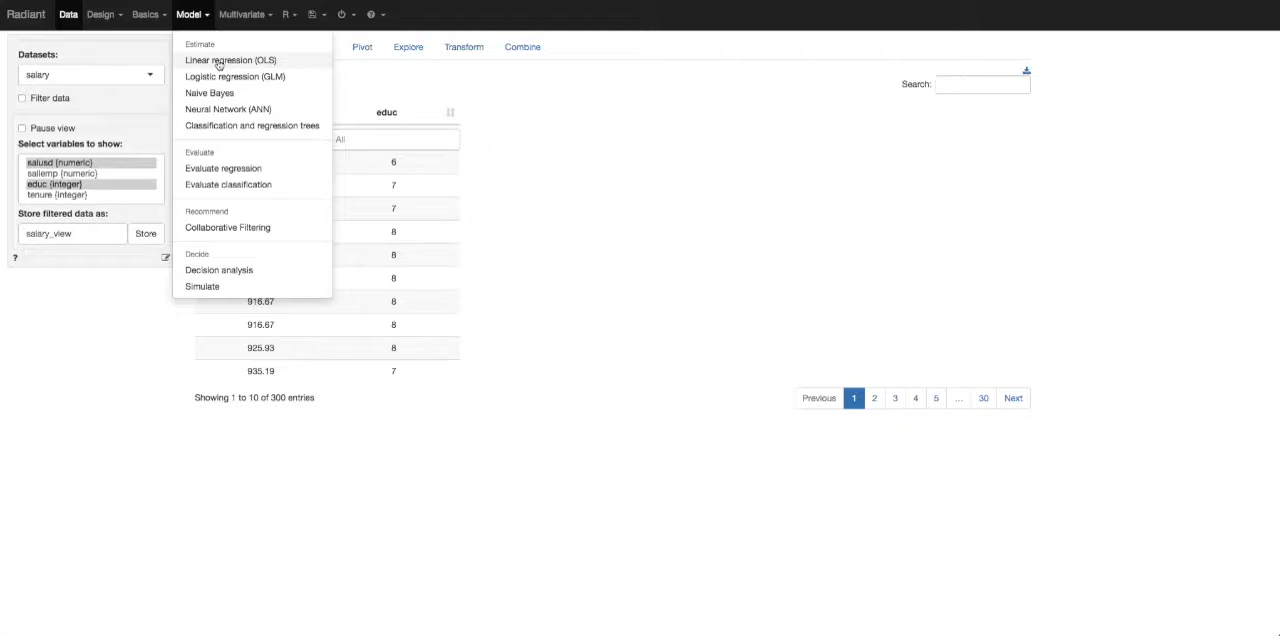 Radiant Data Design Basics Model Multivariate R
Datasets:
salary
Filter data
Pause view
Select variables to show:
salusd {numeric}
salemp {numeric}
educ {integer}
tenure {integer}
Store filtered data as:
salary_view Store
?
Estimate
Linear regression (OLS)
Logistic regression (GLM)
Naive Bayes
Neural Network (ANN)
Classification and regression trees
Evaluate
Evaluate regression
Evaluate classification
Recommend
Collaborative Filtering
Decide
Decision analysis
Simulate
Pivot Explore Transform Combine
Search:
educ
All
6
7
7
8
8
8
916.67 8
916.67 8
925.93 8
935.19 7
Showing 1 to 10 of 300 entries
Previous 1 2 3 4 5 … 30 Next